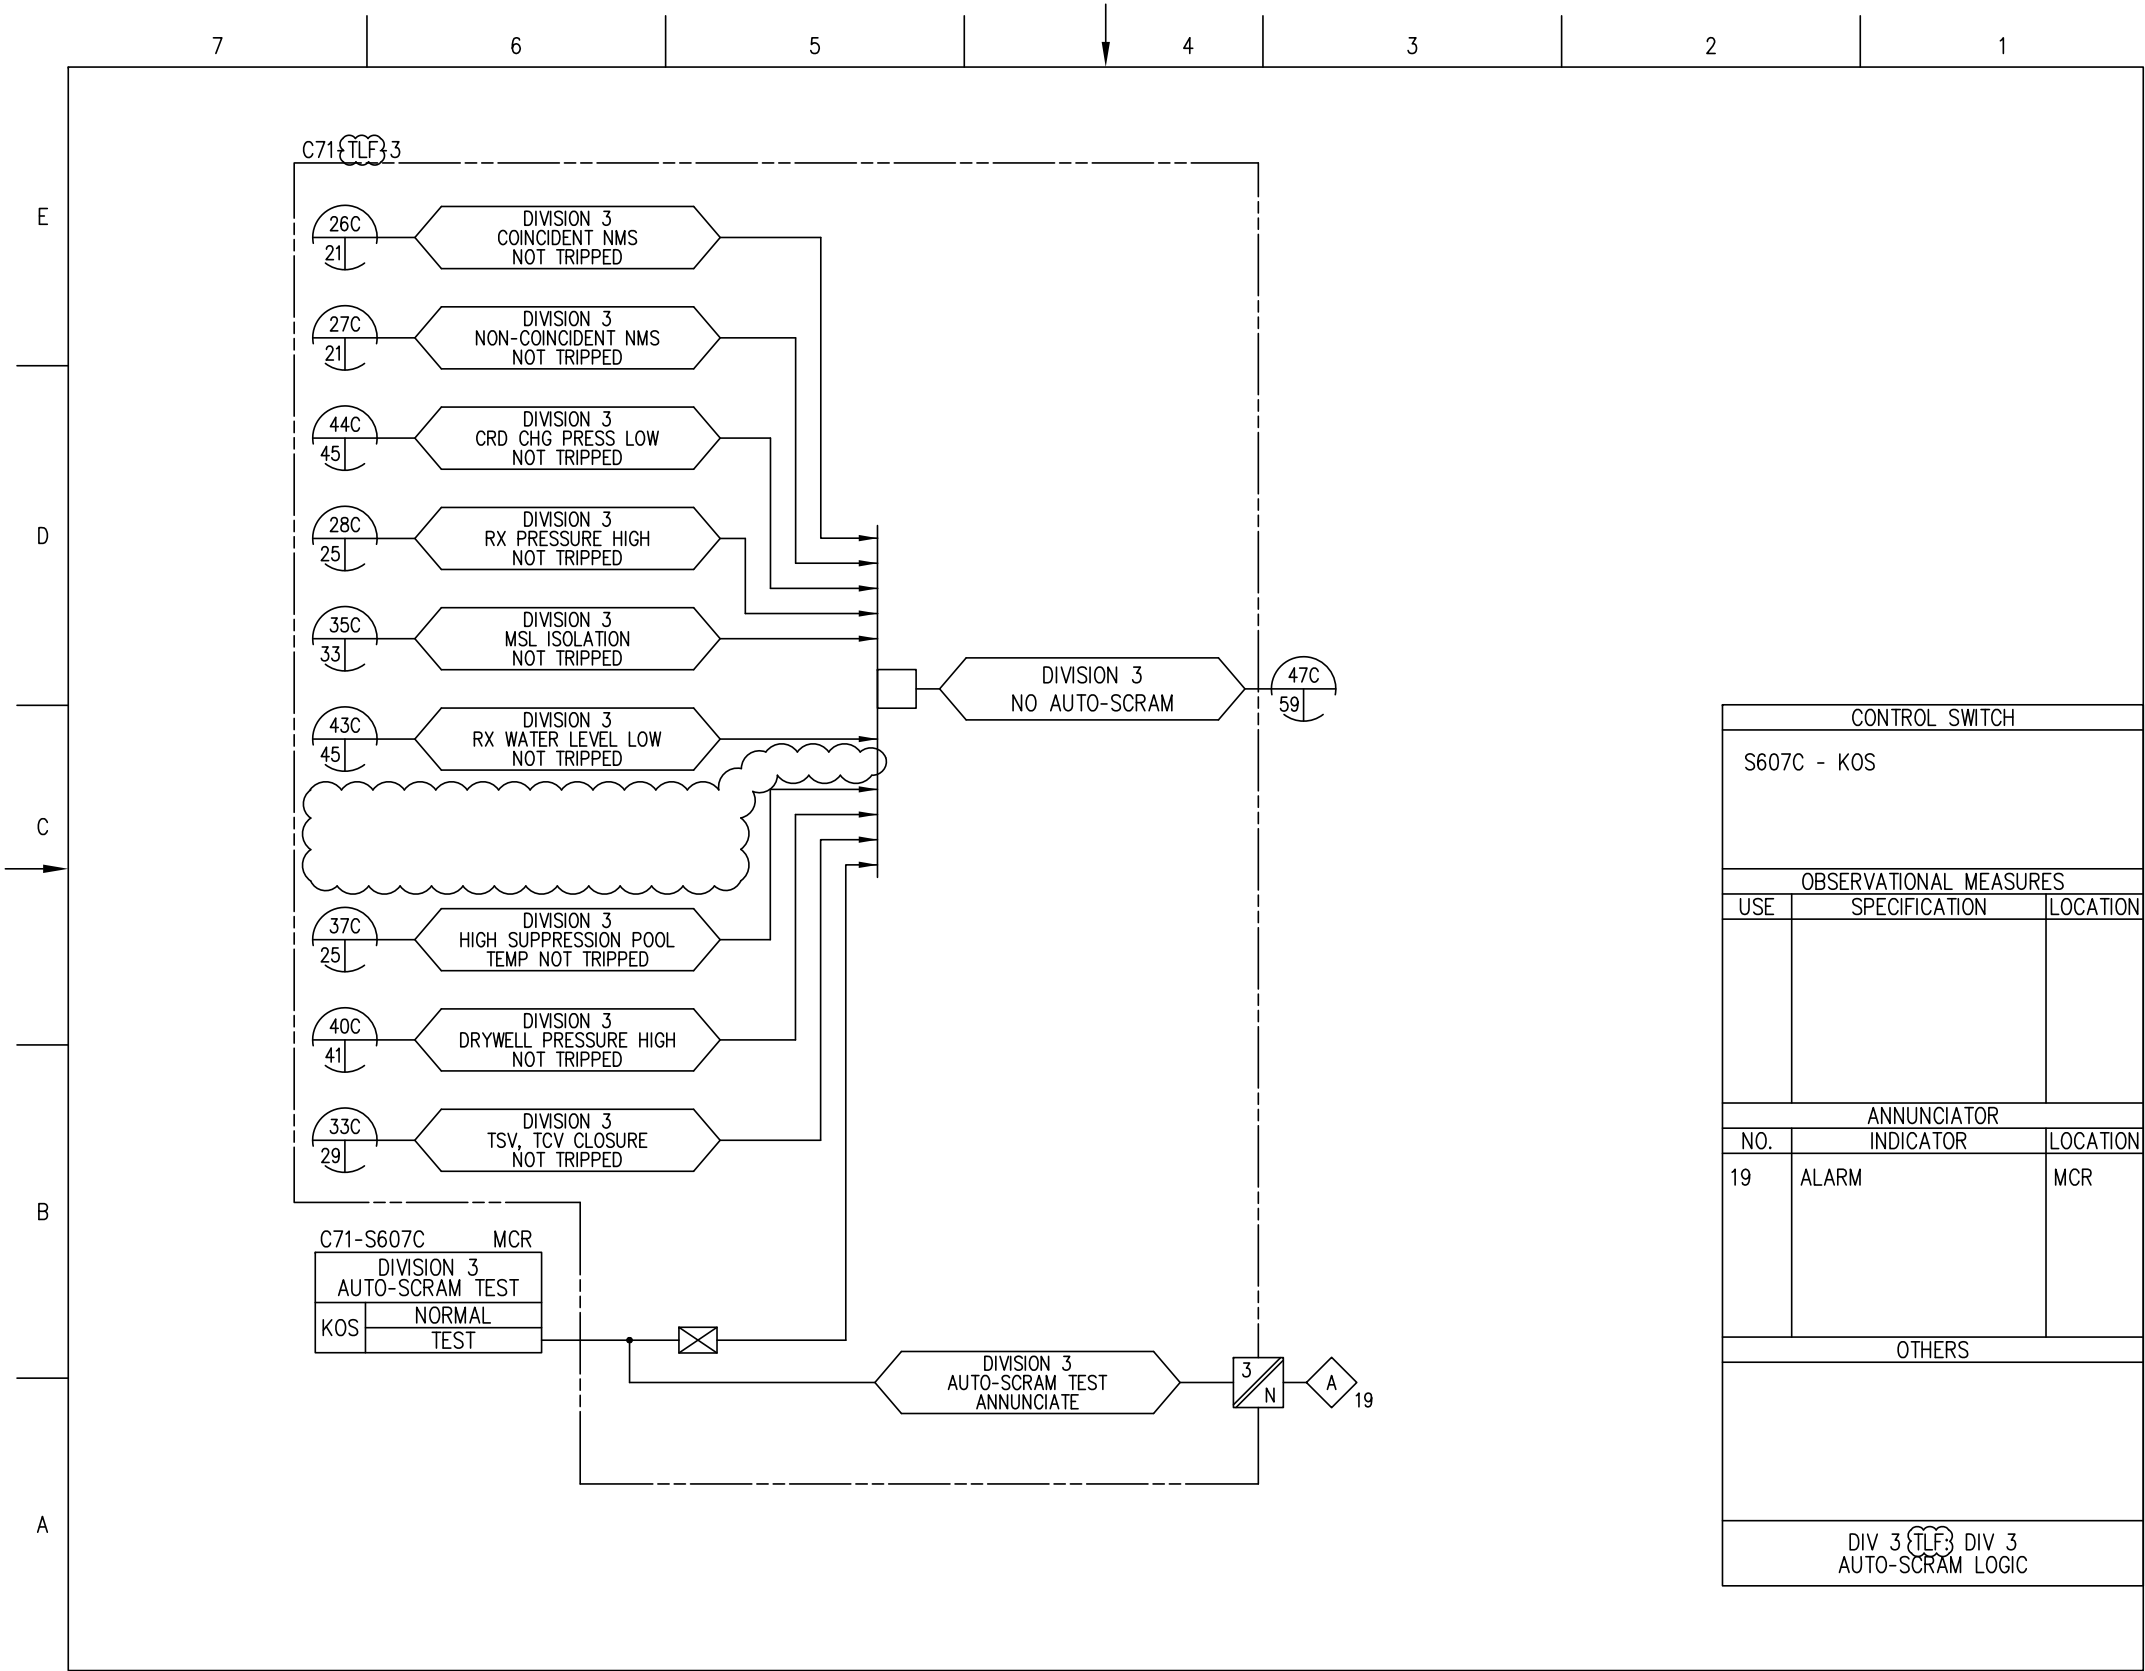 7 6 5 4 3 2 1
E
D
C
B
A
C71-TLF-3
26C
21
DIVISION 3
COINCIDENT NMS
NOT TRIPPED
27C
21
DIVISION 3
NON-COINCIDENT NMS
NOT TRIPPED
44C
45
DIVISION 3
CRD CHG PRESS LOW
NOT TRIPPED
28C
25
DIVISION 3
RX PRESSURE HIGH
NOT TRIPPED
35C
33
DIVISION 3
MSL ISOLATION
NOT TRIPPED
43C
45
DIVISION 3
RX WATER LEVEL LOW
NOT TRIPPED
37C
25
DIVISION 3
HIGH SUPPRESSION POOL
TEMP NOT TRIPPED
40C
41
DIVISION 3
DRYWELL PRESSURE HIGH
NOT TRIPPED
33C
29
DIVISION 3
TSV, TCV CLOSURE
NOT TRIPPED
DIVISION 3
NO AUTO-SCRAM
47C
59
C71-S607C MCR
DIVISION 3
AUTO-SCRAM TEST
KOS
NORMAL
TEST
DIVISION 3
AUTO-SCRAM TEST
ANNUNCIATE
3
N
A
19
CONTROL SWITCH
S607C - KOS
OBSERVATIONAL MEASURES
USE SPECIFICATION LOCATION
ANNUNCIATOR
NO. INDICATOR LOCATION
19 ALARM MCR
OTHERS
DIV 3 TLF: DIV 3
AUTO-SCRAM LOGIC